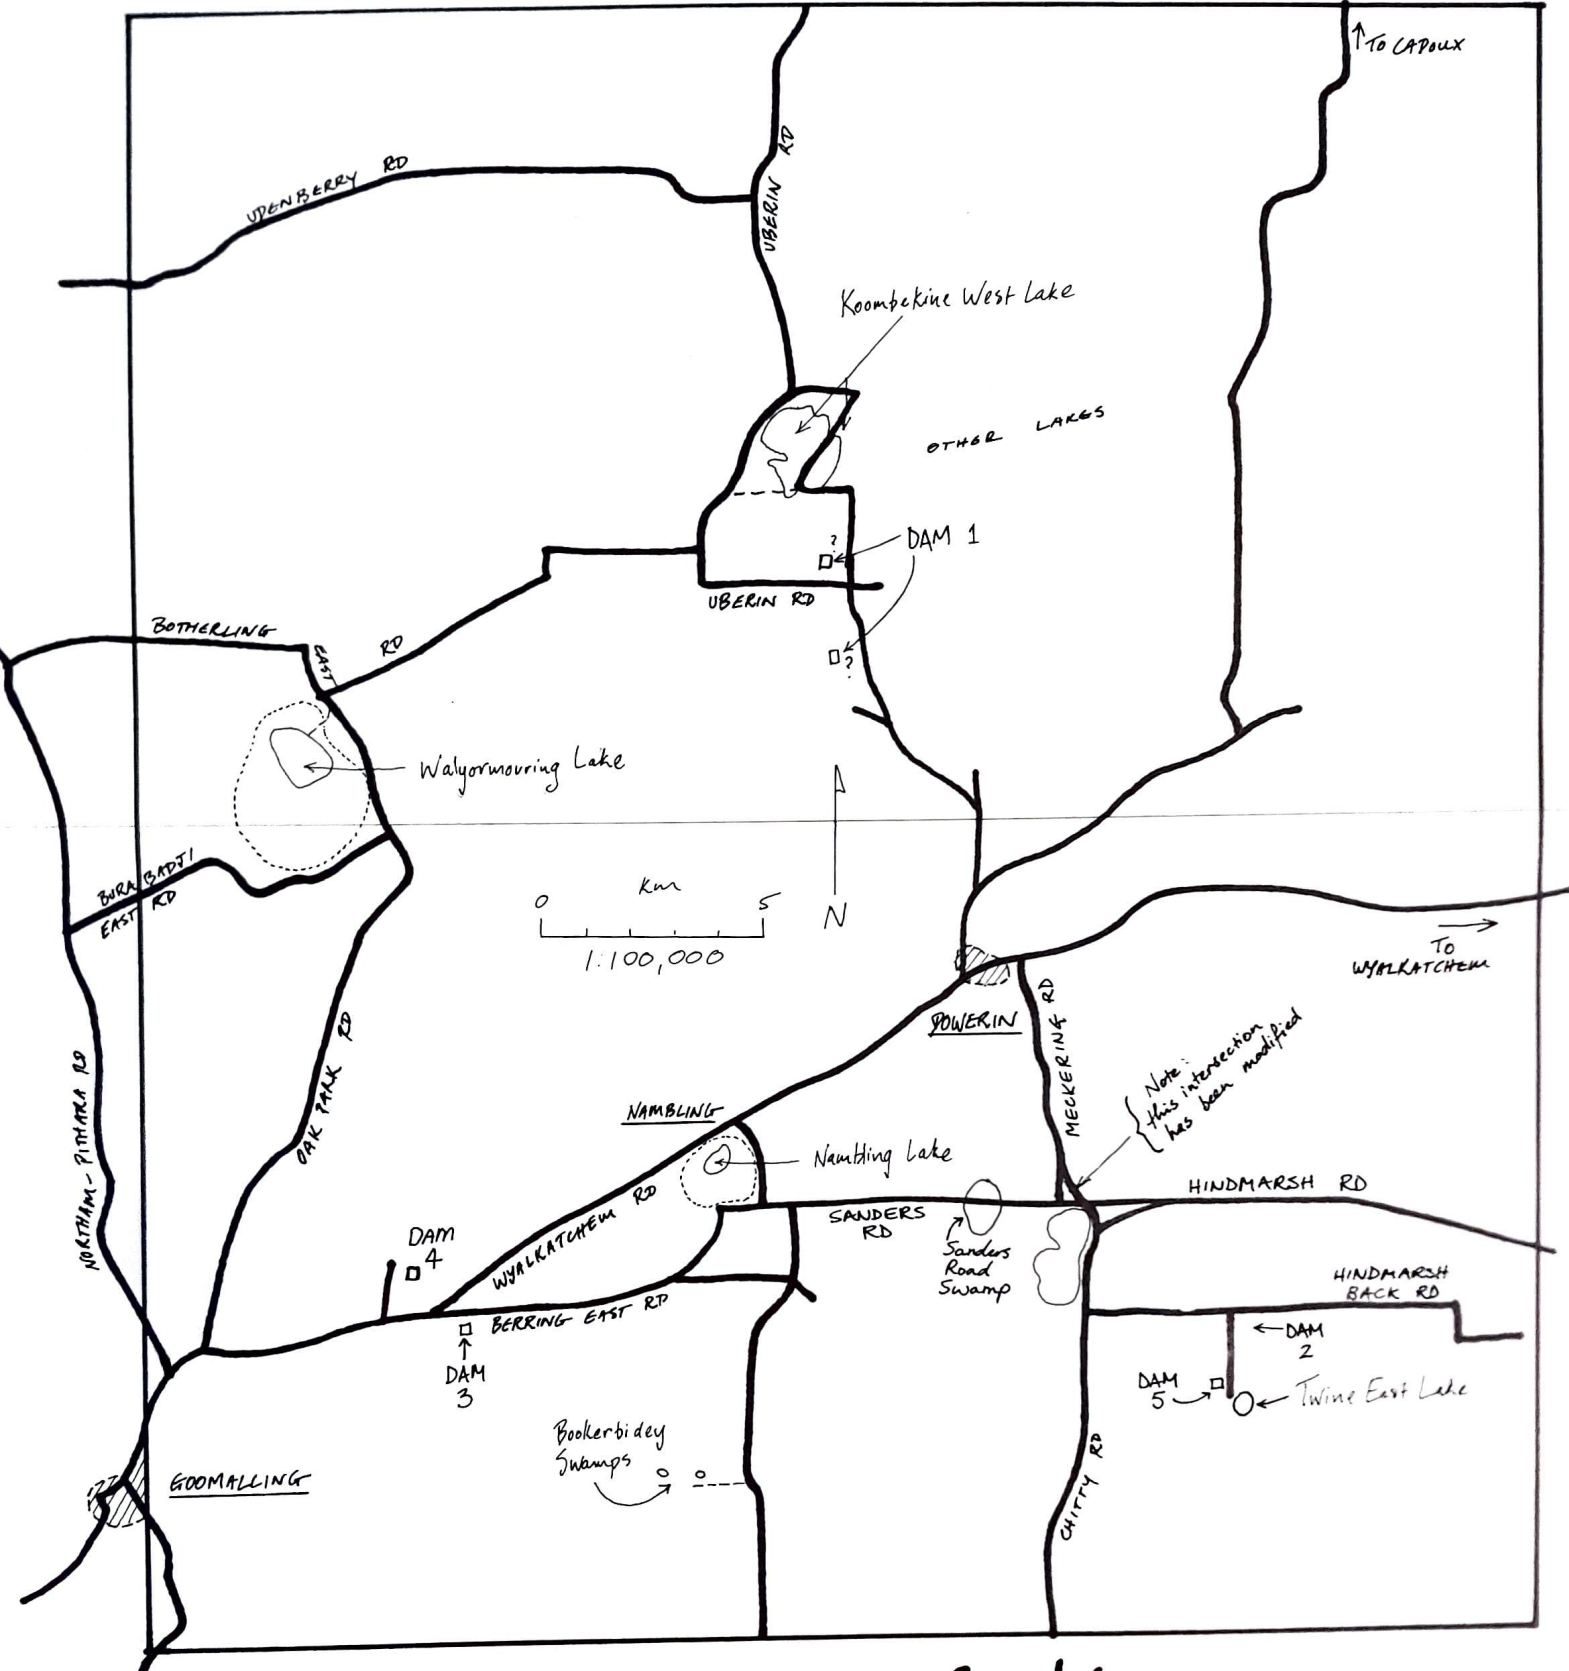 ↑ TO CADOUX
UDENBERRY RD
UBERIN RD
Koombekine West Lake
OTHER LAKES
?
DAM 1
UBERIN RD
?
BOTHERLING
EAST RD
Walyormouring Lake
BURABADJI
EAST RD
Km
0 5
1:100,000
N
TO
WYALKATCHEM
DOWERIN
MECKERING RD
Note:
this intersection
has been modified
OAK PARK RD
NORTHAM-PITHARA RD
NAMBLING
Nambling Lake
HINDMARSH RD
SANDERS
RD
WYALKATCHEM RD
DAM
4
Sanders
Road
Swamp
HINDMARSH
BACK RD
BERRING EAST RD
DAM
3
DAM
2
DAM
5
Twine East Lake
Bookerbidey
Swamps
CHITTY RD
GOOMALLING